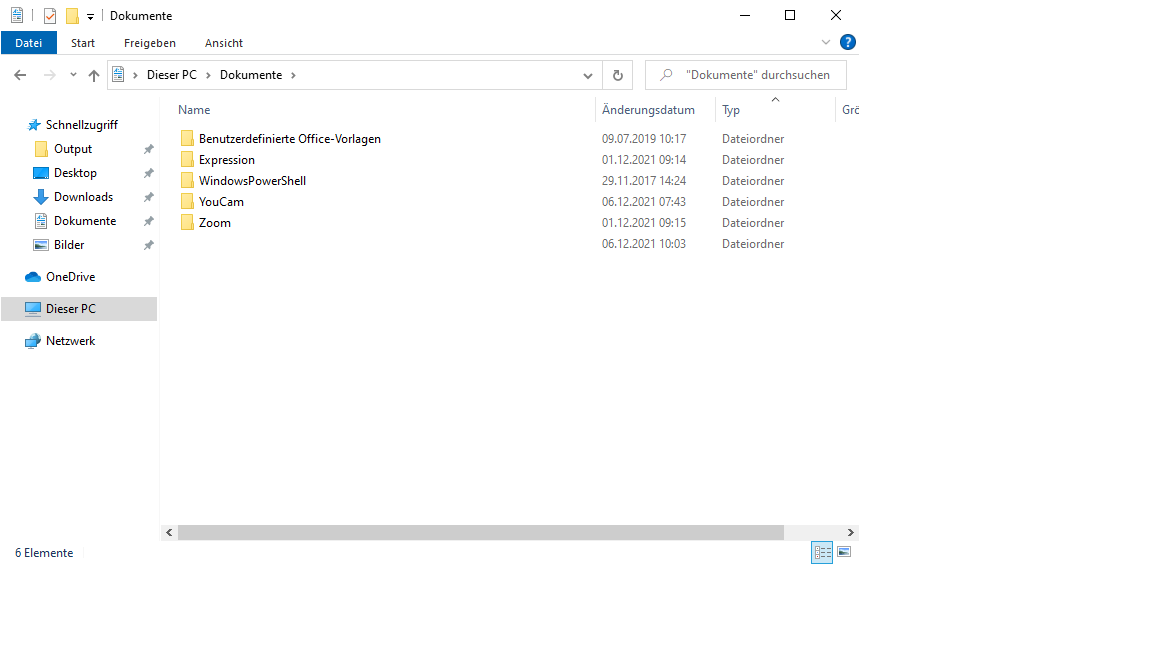 Dokumente
Datei Start Freigeben Ansicht ?
Dieser PC Dokumente "Dokumente" durchsuchen
Name Änderungsdatum Typ Grö
Schnellzugriff
Output
Desktop
Downloads
Dokumente
Bilder
OneDrive
Dieser PC
Netzwerk
Benutzerdefinierte Office-Vorlagen 09.07.2019 10:17 Dateiordner
Expression 01.12.2021 09:14 Dateiordner
WindowsPowerShell 29.11.2017 14:24 Dateiordner
YouCam 06.12.2021 07:43 Dateiordner
Zoom 01.12.2021 09:15 Dateiordner
06.12.2021 10:03 Dateiordner
6 Elemente